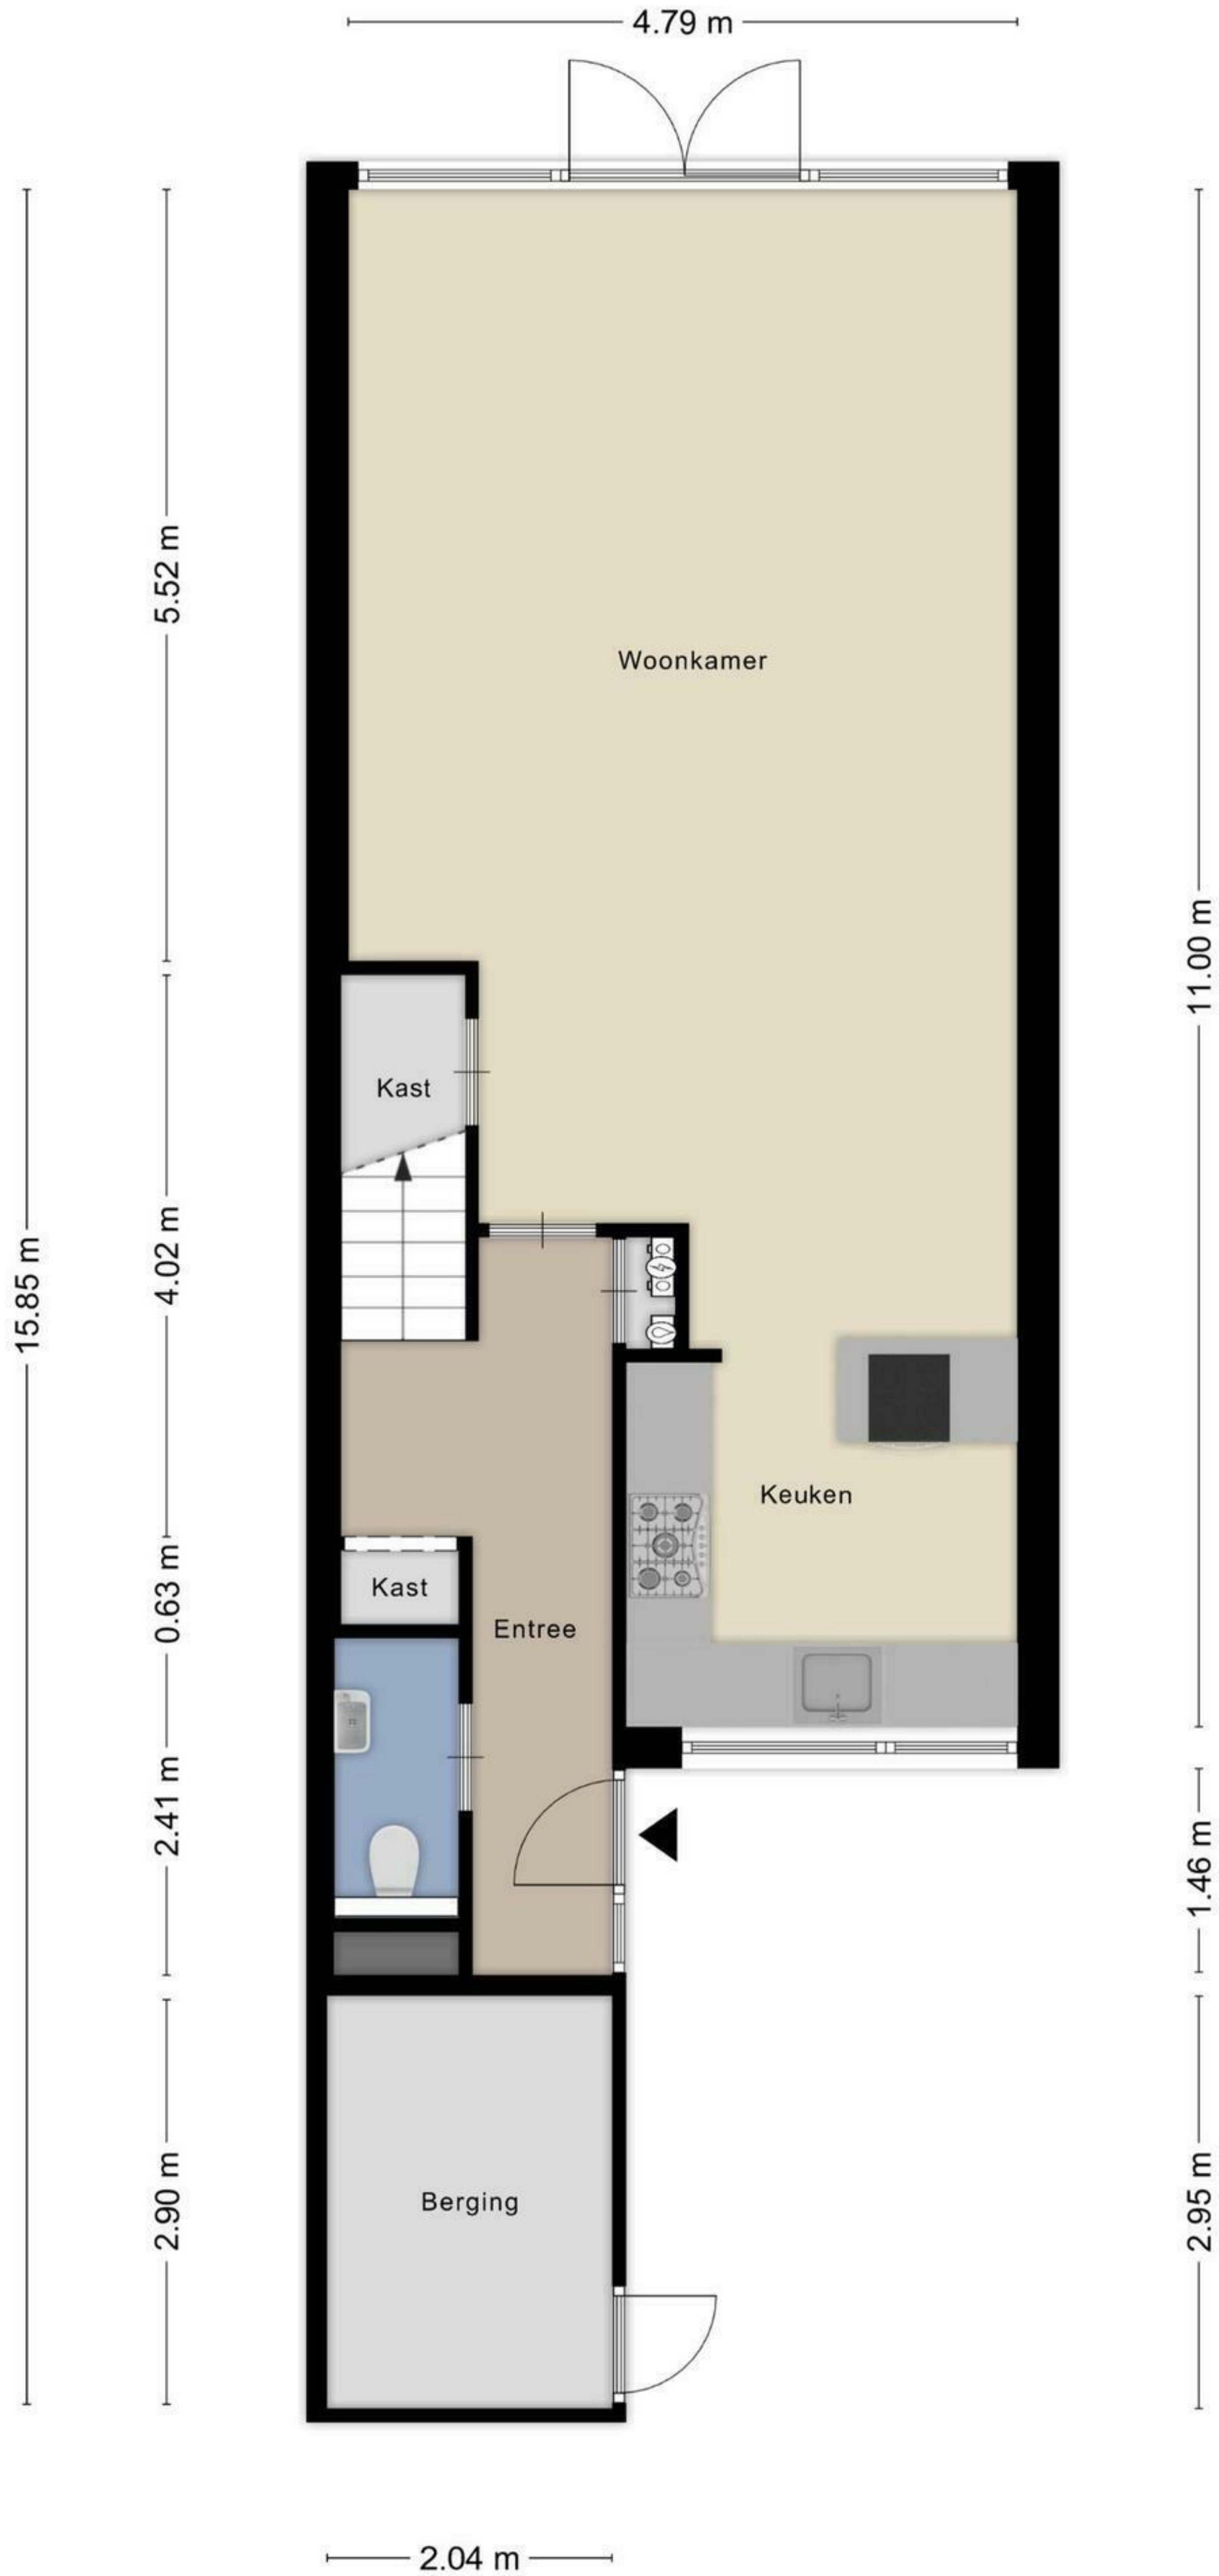 4.79 m
5.52 m
Woonkamer
11.00 m
Kast
4.02 m
15.85 m
Keuken
Kast
0.63 m
Entree
2.41 m
1.46 m
Berging
2.90 m
2.95 m
2.04 m